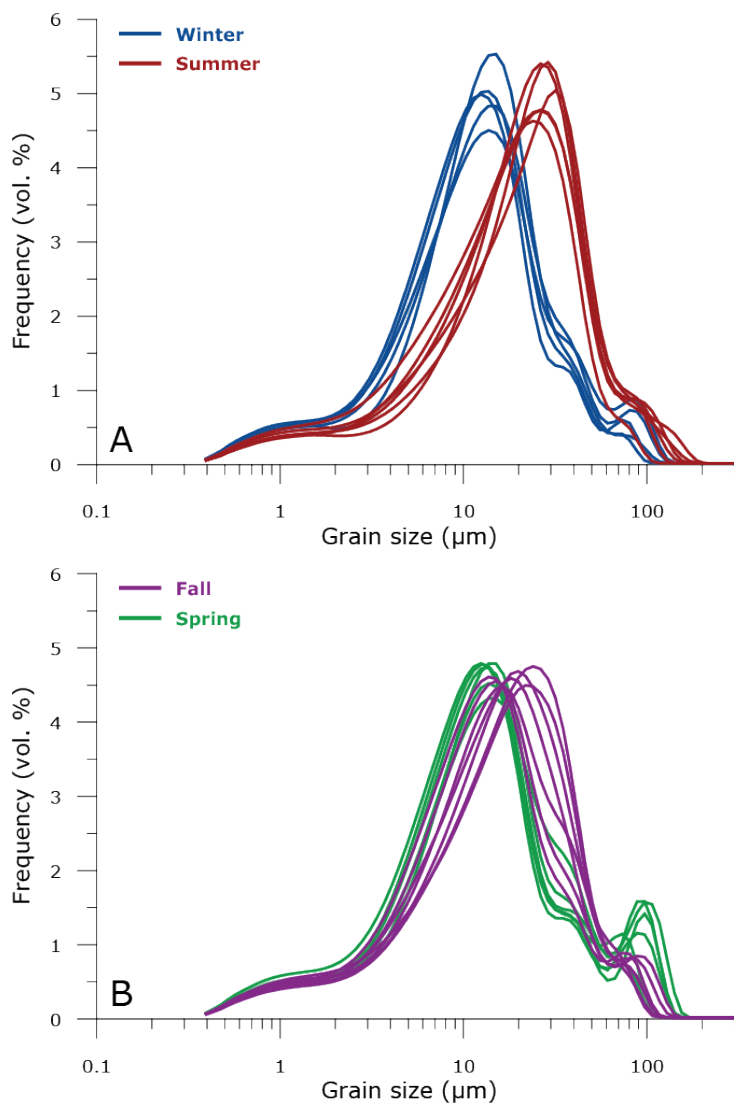 6
Winter
Summer
5
4
3
2
1
0
Frequency (vol. %)
A
0.1
1
10
100
Grain size (µm)
6
Fall
Spring
5
4
3
2
1
0
Frequency (vol. %)
B
0.1
1
10
100
Grain size (µm)